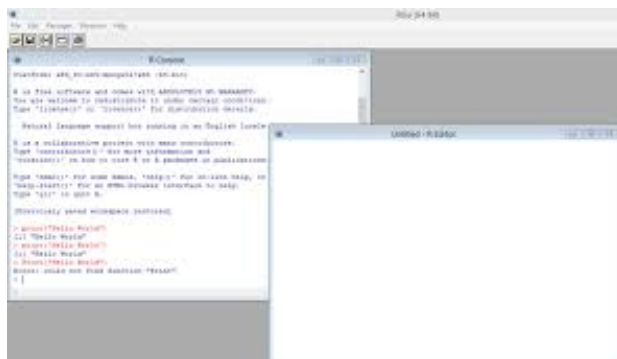 RGui (64-bit)
File Edit Packages Windows Help
R Console
Platform:
R is free software and comes with ABSOLUTELY NO WARRANTY.
You are welcome to redistribute it under certain conditions.
Type 'license()' or 'licence()' for distribution details.
Natural language support but running in an English locale
R is a collaborative project with many contributors.
Type 'contributors()' for more information and
'citation()' on how to cite R or R packages in publications.
Type 'demo()' for some demos, 'help()' for on-line help, or
'help.start()' for an HTML browser interface to help.
Type 'q()' to quit R.
[Previously saved workspace restored]
> print("Hello World")
[1] "Hello World"
> print("Hello World")
[1] "Hello World"
> Print("Hello World")
Error: could not find function "Print"
>
Untitled - R Editor